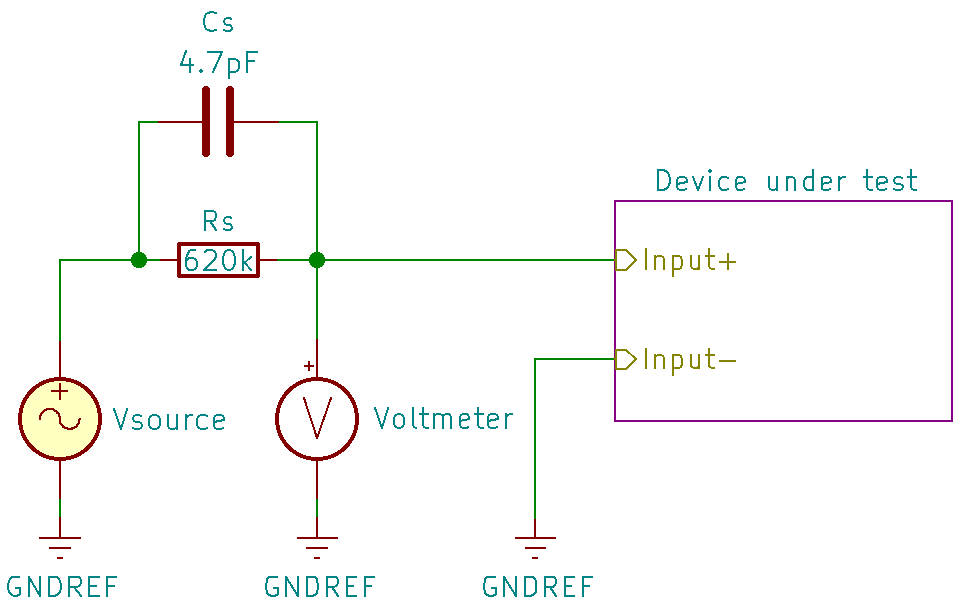 Cs
4.7pF
Device under test
Rs
620k
Input+
Input−
+
+
V
Vsource
Voltmeter
GNDREF
GNDREF
GNDREF